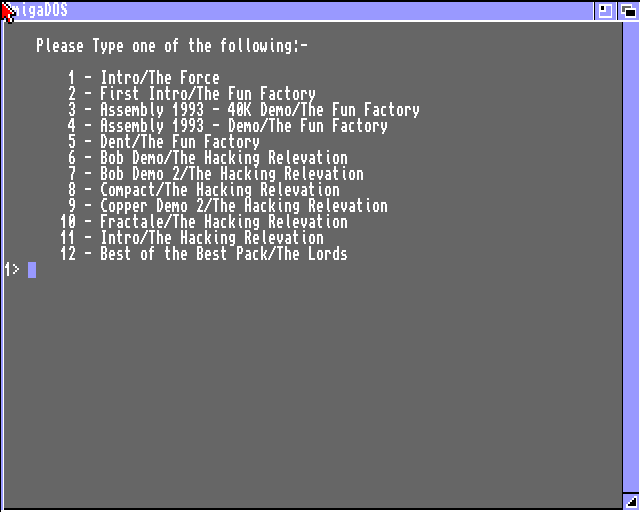 migaDOS
Please Type one of the following:-
1 - Intro/The Force
2 - First Intro/The Fun Factory
3 - Assembly 1993 - 40K Demo/The Fun Factory
4 - Assembly 1993 - Demo/The Fun Factory
5 - Dent/The Fun Factory
6 - Bob Demo/The Hacking Relevation
7 - Bob Demo 2/The Hacking Relevation
8 - Compact/The Hacking Relevation
9 - Copper Demo 2/The Hacking Relevation
10 - Fractale/The Hacking Relevation
11 - Intro/The Hacking Relevation
12 - Best of the Best Pack/The Lords
1>